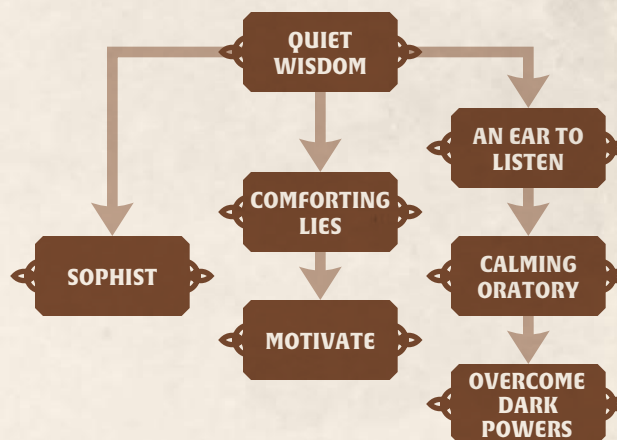 QUIET
WISDOM
AN EAR TO
LISTEN
COMFORTING
LIES
SOPHIST
CALMING
ORATORY
MOTIVATE
OVERCOME
DARK
POWERS